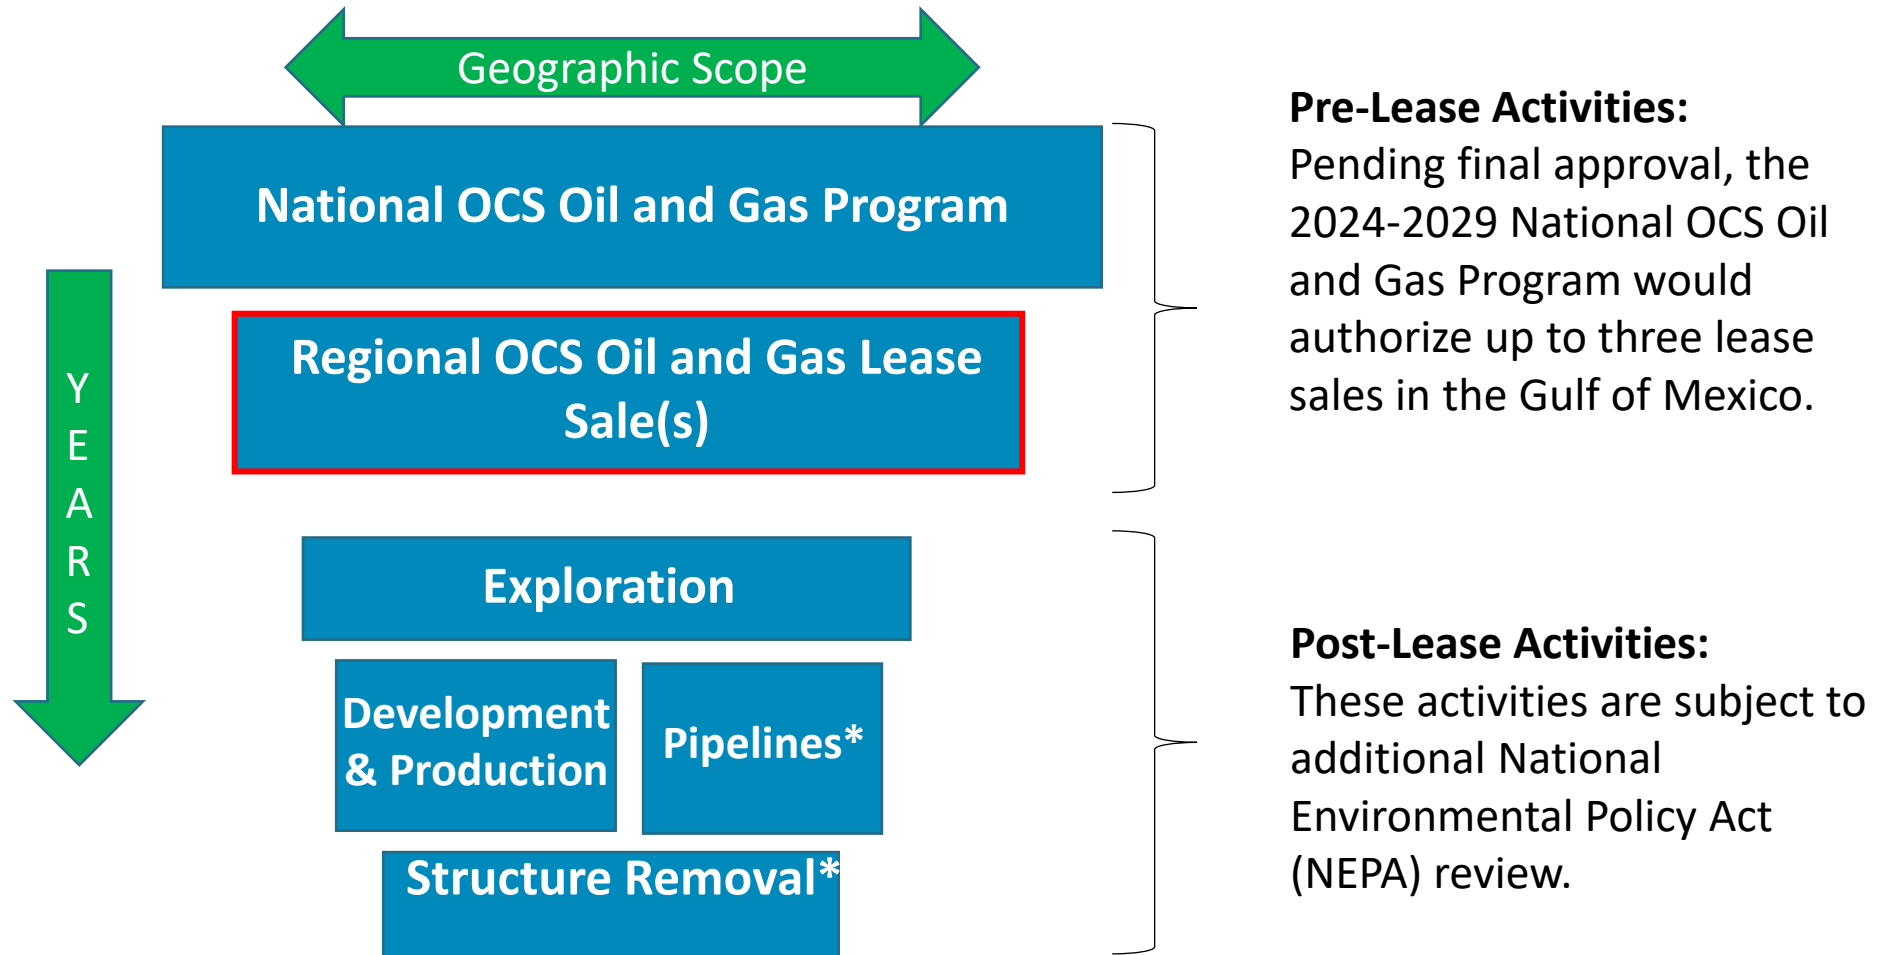 Geographic Scope
National OCS Oil and Gas Program
Regional OCS Oil and Gas Lease
Sale(s)
Y
E
A
R
S
Exploration
Development
& Production
Pipelines*
Structure Removal*
Pre-Lease Activities:
Pending final approval, the
2024-2029 National OCS Oil
and Gas Program would
authorize up to three lease
sales in the Gulf of Mexico.
Post-Lease Activities:
These activities are subject to
additional National
Environmental Policy Act
(NEPA) review.